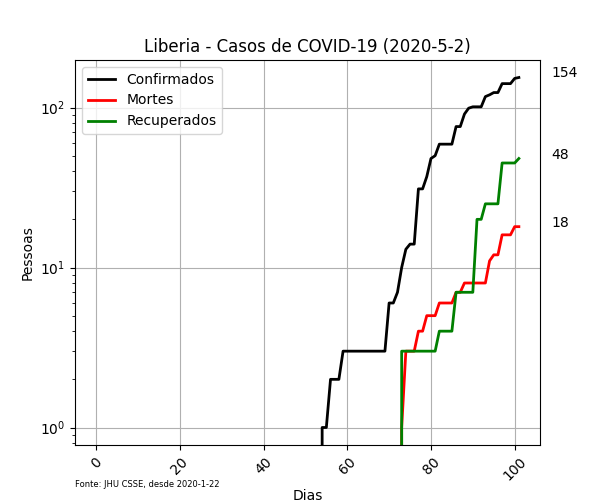 Liberia - Casos de COVID-19 (2020-5-2)
Confirmados
Mortes
Recuperados
154
48
18
10²
10¹
10⁰
Pessoas
0 20 40 60 80 100
Fonte: JHU CSSE, desde 2020-1-22
Dias